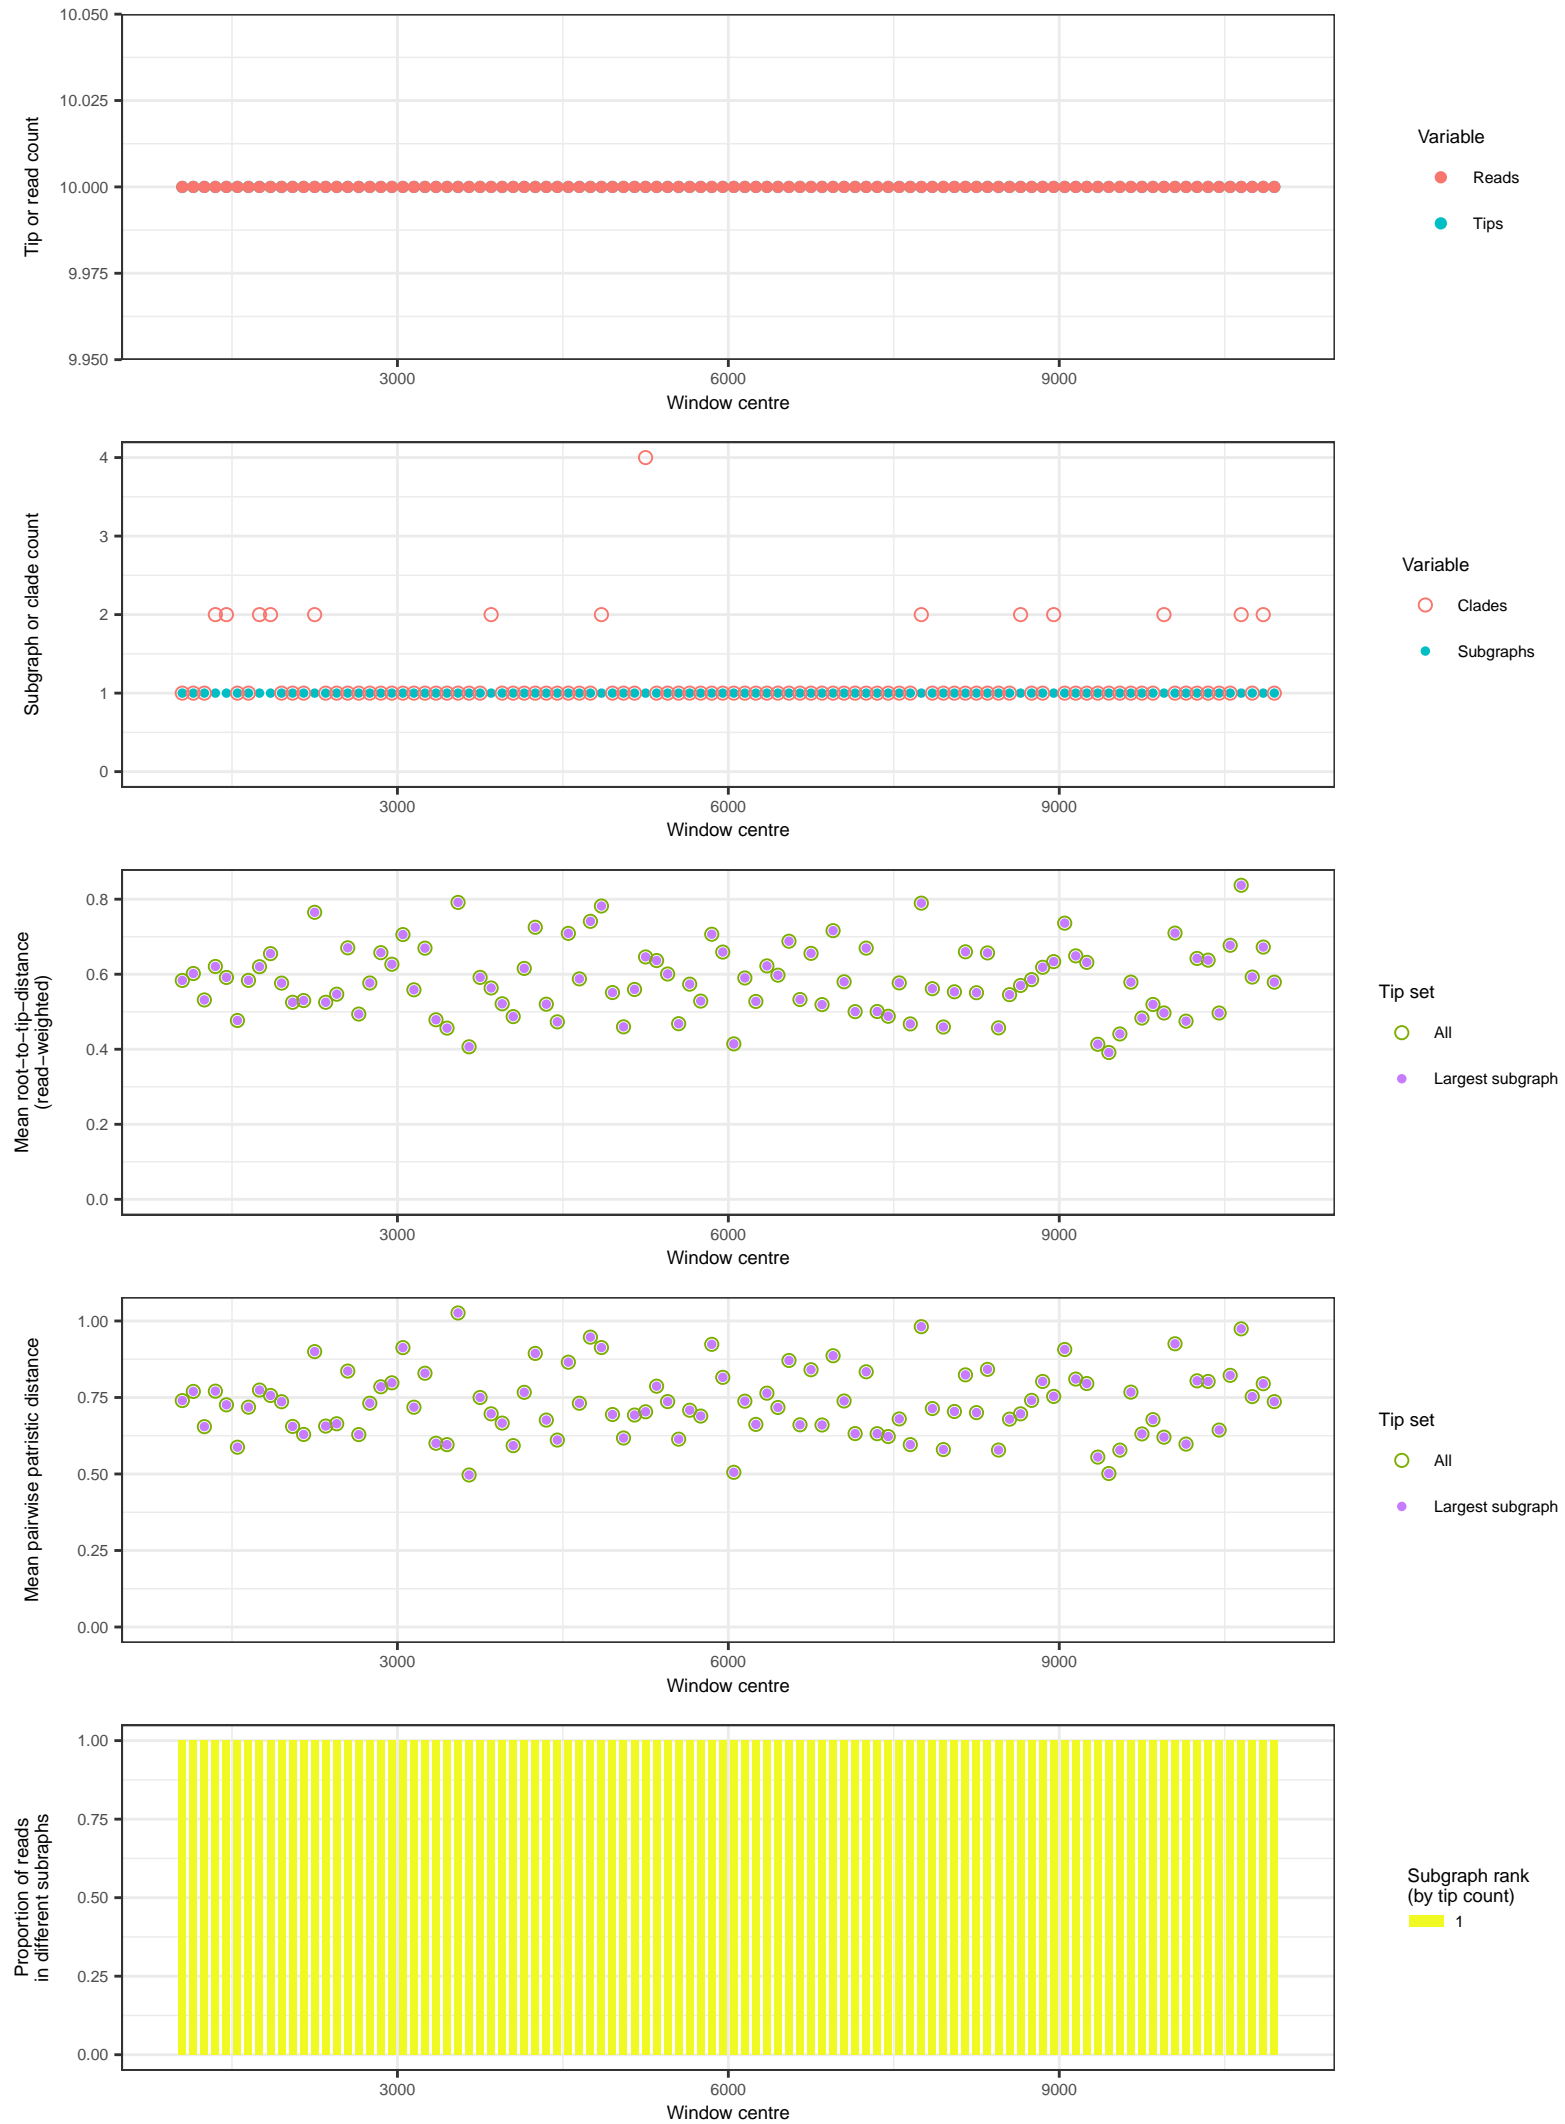 10.050
10.025
10.000
9.975
9.950
Tip or read count
3000
6000
9000
Window centre
Variable
Reads
Tips
4
3
2
1
0
Subgraph or clade count
3000
6000
9000
Window centre
Variable
Clades
Subgraphs
0.8
0.6
0.4
0.2
0.0
Mean root−to−tip−distance
(read−weighted)
3000
6000
9000
Window centre
Tip set
All
Largest subgraph
1.00
0.75
0.50
0.25
0.00
Mean pairwise patristic distance
3000
6000
9000
Window centre
Tip set
All
Largest subgraph
1.00
0.75
0.50
0.25
0.00
Proportion of reads
in different subraphs
3000
6000
9000
Window centre
Subgraph rank
(by tip count)
1